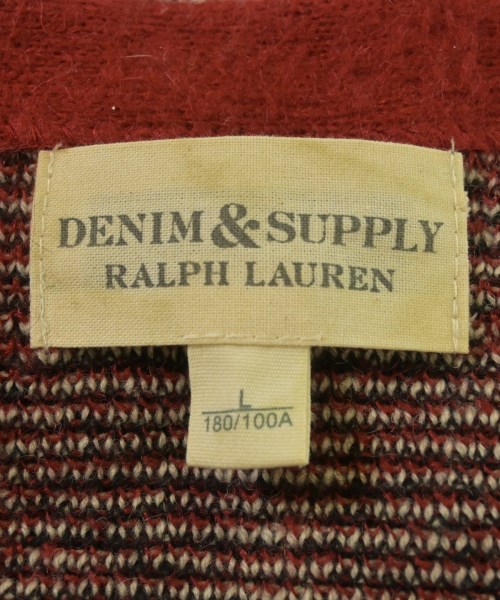 DENIM & SUPPLY
RALPH LAUREN
L
180/100A